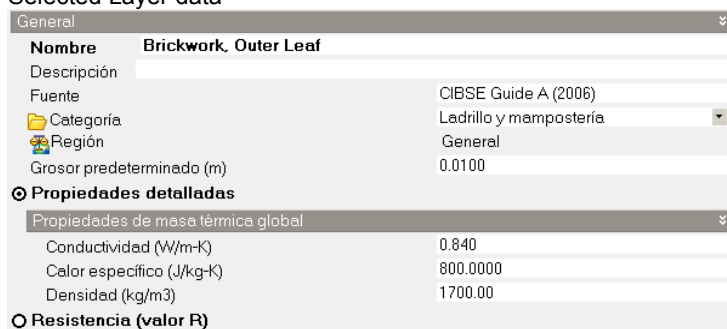 Selected Layer data
General
Nombre Brickwork, Outer Leaf
Descripción
Fuente CIBSE Guide A (2006)
Categoría Ladrillo y mampostería
Región General
Grosor predeterminado (m) 0.0100
Propiedades detalladas
Propiedades de masa térmica global
Conductividad (W/m-K) 0.840
Calor específico (J/kg-K) 800.0000
Densidad (kg/m3) 1700.00
Resistencia (valor R)